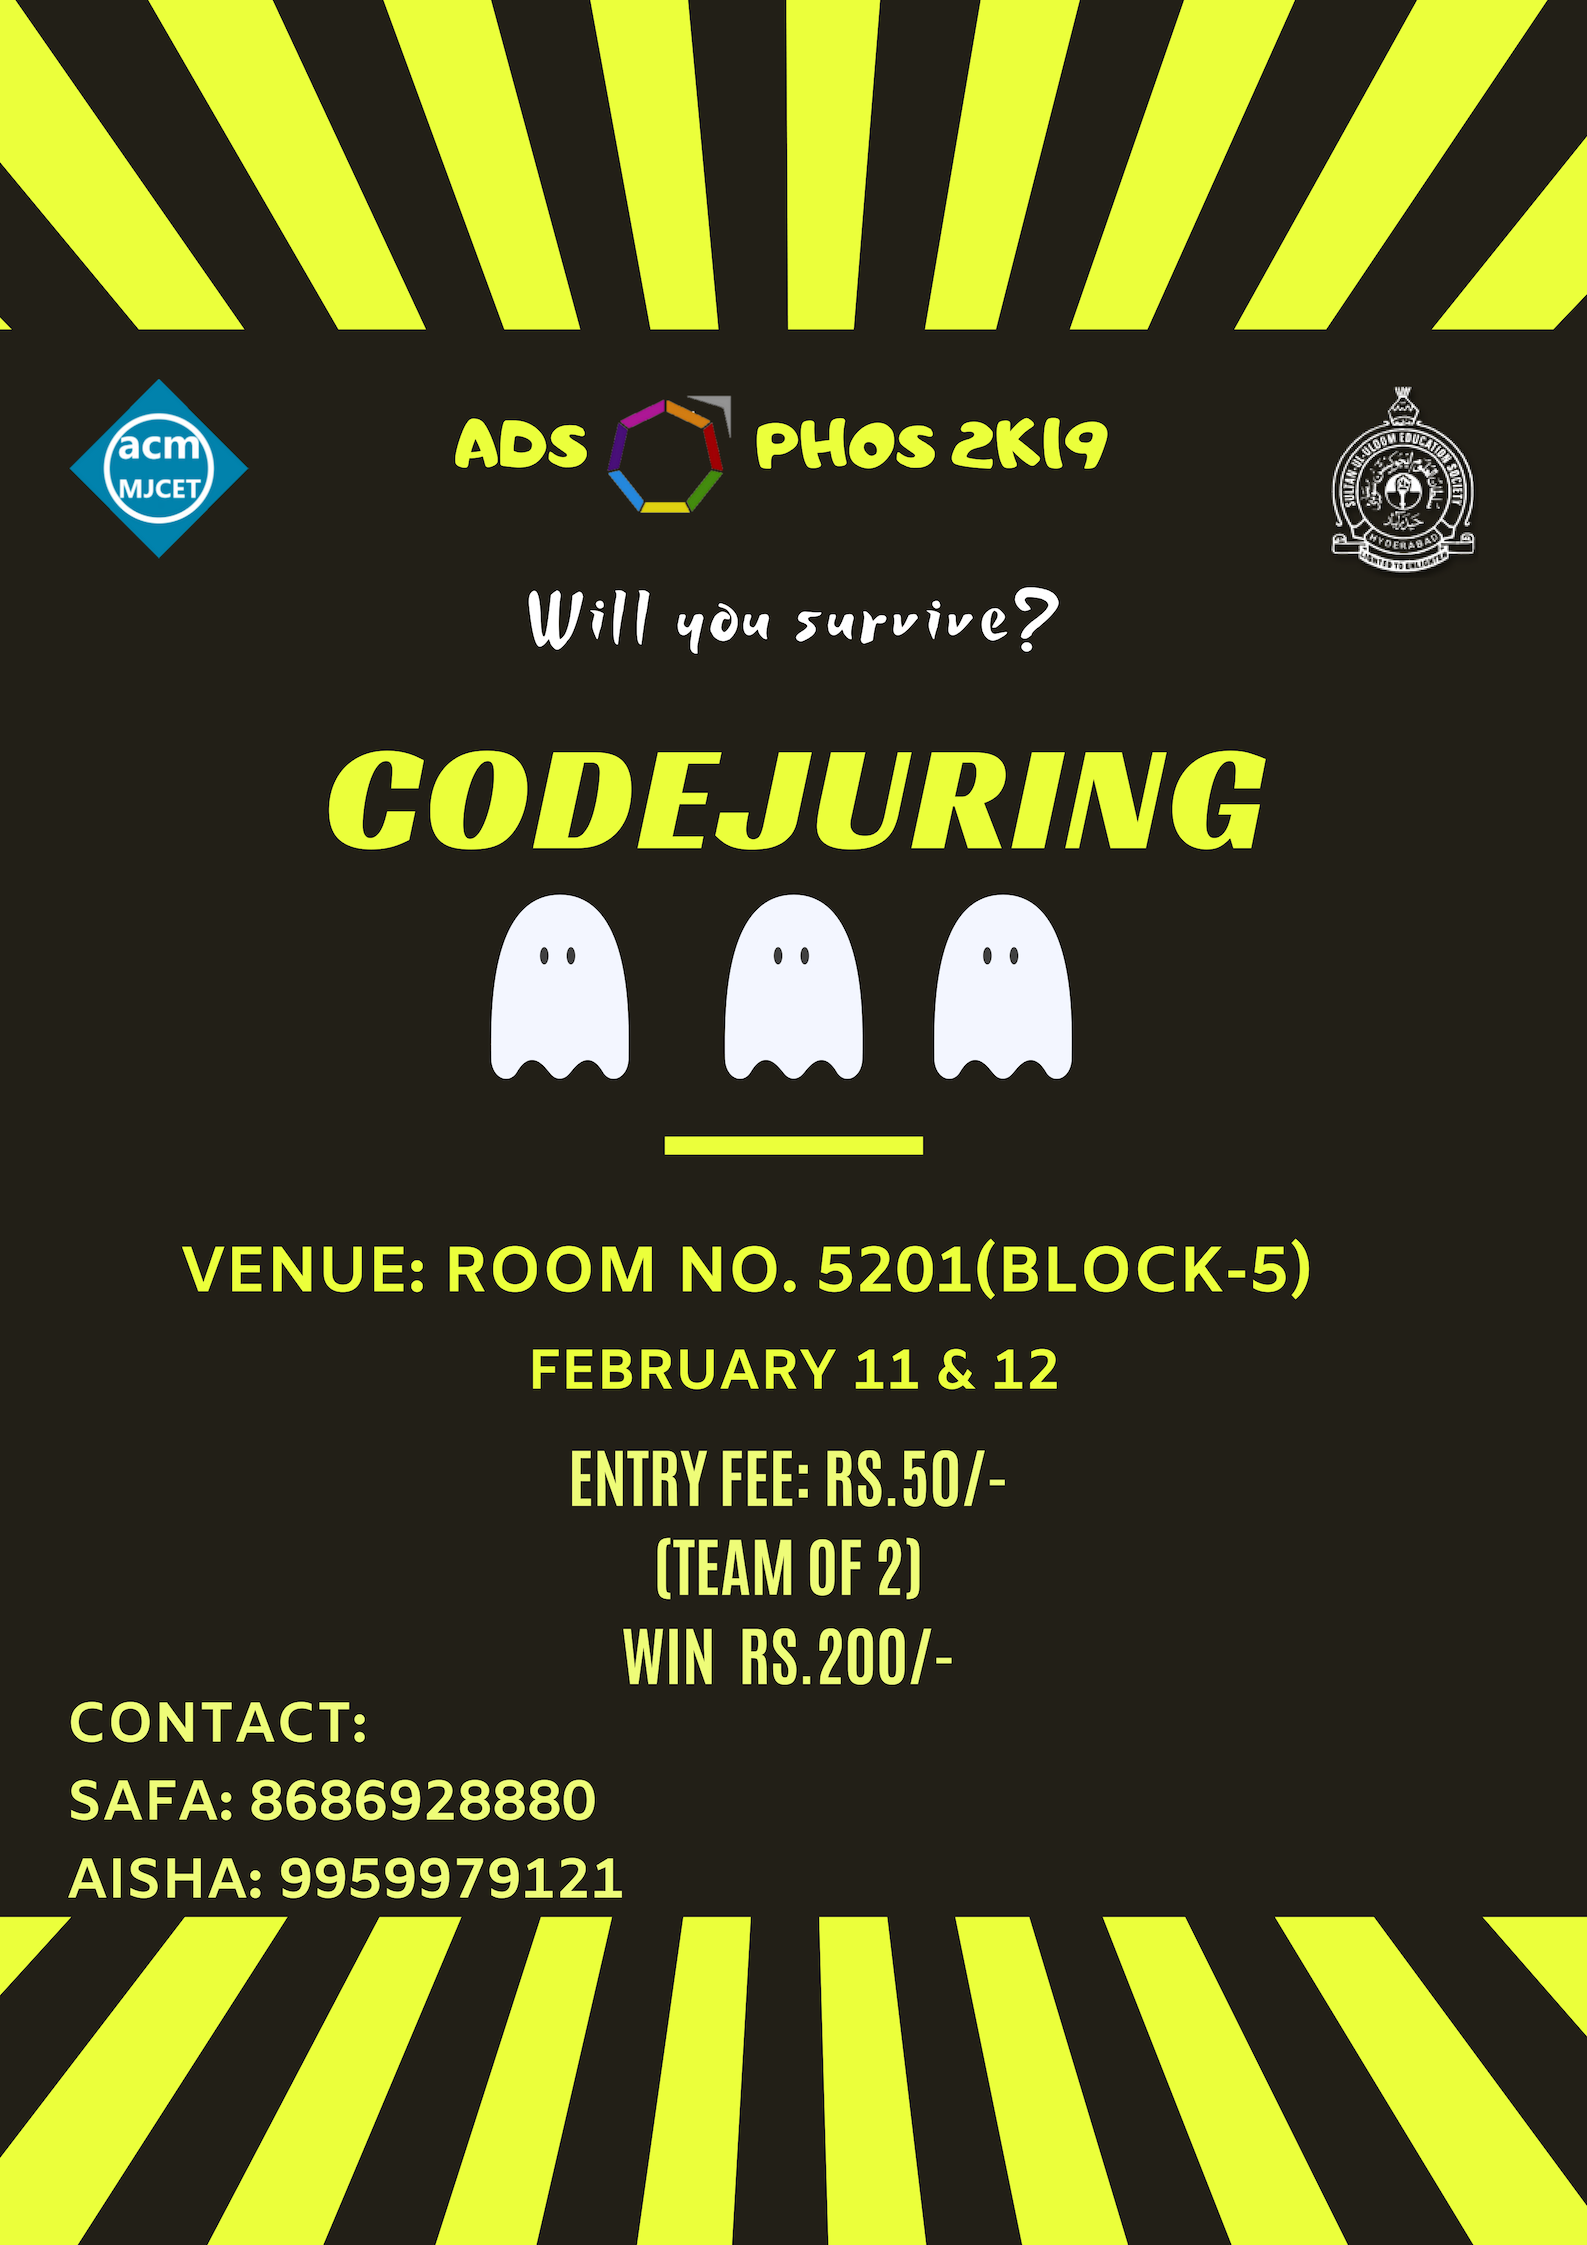 acm
MJCET
ADS PHOS 2K19
SULTAN-UL-ULOOM EDUCATION SOCIETY
HYDERABAD
Will you survive?
CODEJURING
VENUE: ROOM NO. 5201(BLOCK-5)
FEBRUARY 11 & 12
ENTRY FEE: RS.50/-
(TEAM OF 2)
WIN RS.200/-
CONTACT:
SAFA: 8686928880
AISHA: 9959979121